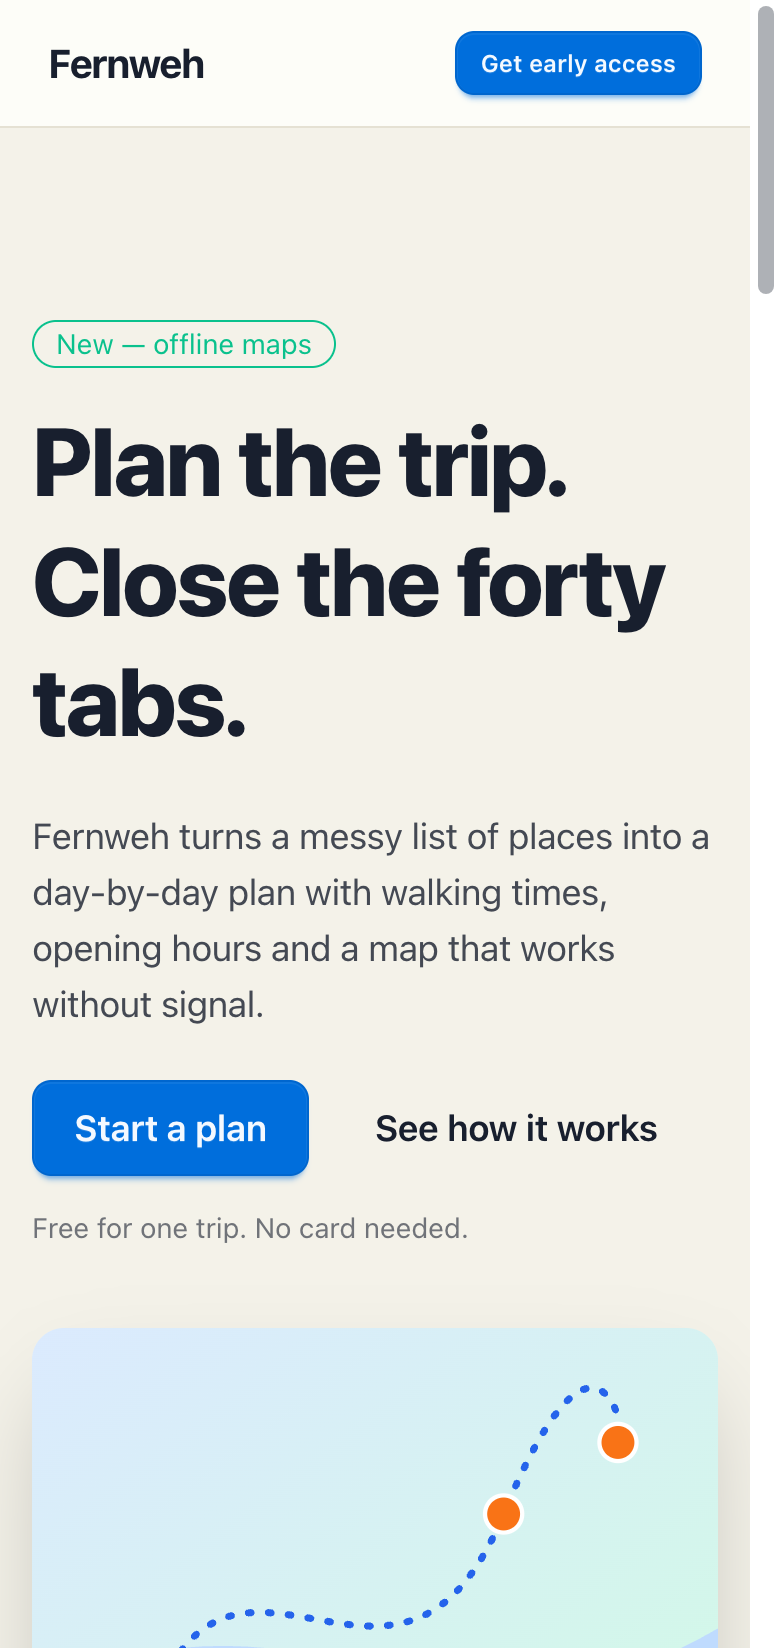 Fernweh
Get early access
New — offline maps
Plan the trip.
Close the forty
tabs.
Fernweh turns a messy list of places into a
day-by-day plan with walking times,
opening hours and a map that works
without signal.
Start a plan
See how it works
Free for one trip. No card needed.